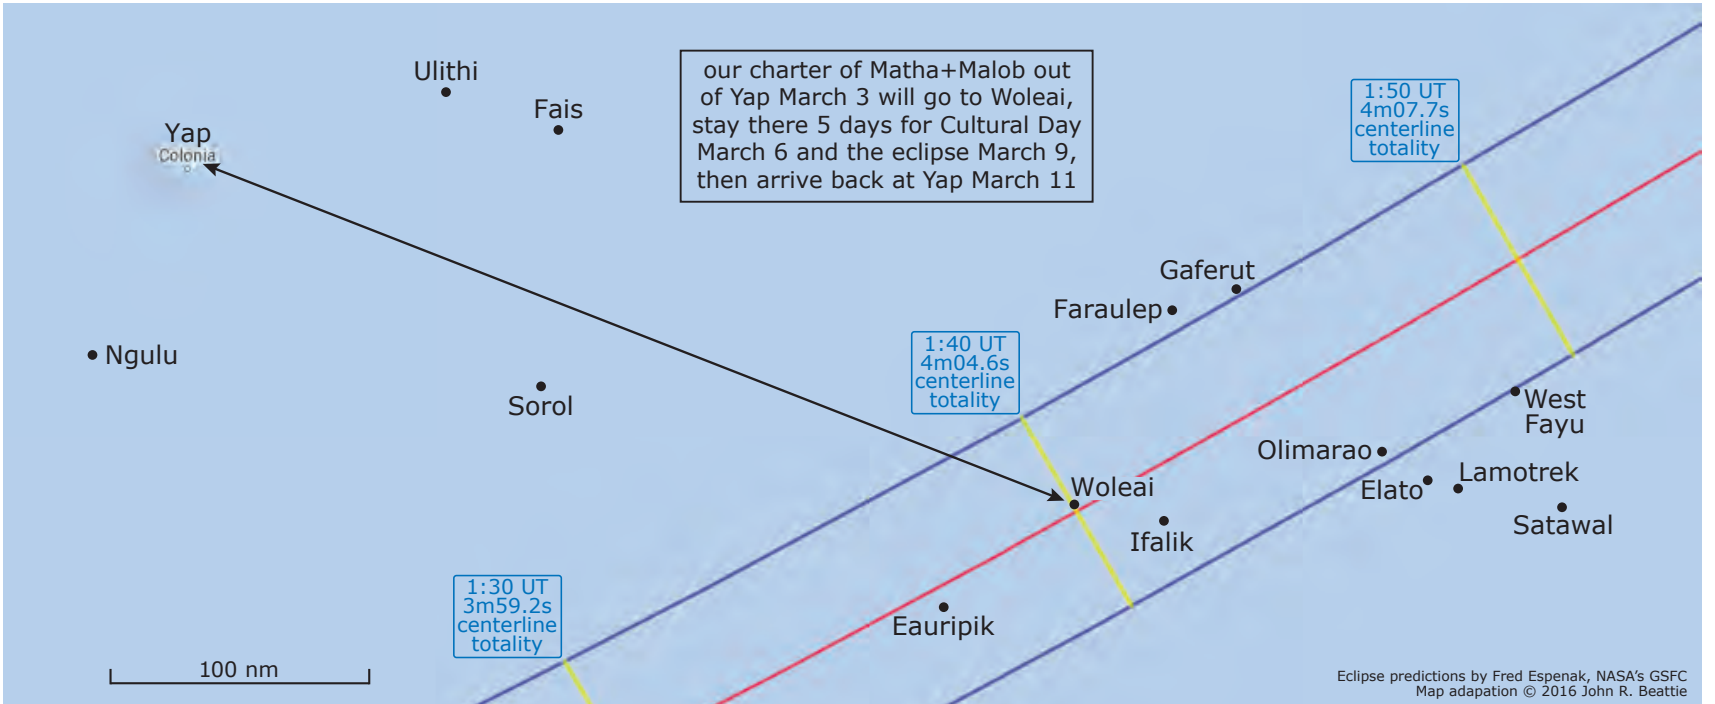 Ulithi
Fais
Yap
Colonia
our charter of Matha+Malob out
of Yap March 3 will go to Woleai,
stay there 5 days for Cultural Day
March 6 and the eclipse March 9,
then arrive back at Yap March 11
1:50 UT
4m07.7s
centerline
totality
Gaferut
Faraulep
Ngulu
Sorol
1:40 UT
4m04.6s
centerline
totality
West
Fayu
Olimarao
Elato
Lamotrek
Satawal
Woleai
Ifalik
Eauripik
1:30 UT
3m59.2s
centerline
totality
100 nm
Eclipse predictions by Fred Espenak, NASA's GSFC
Map adapation © 2016 John R. Beattie